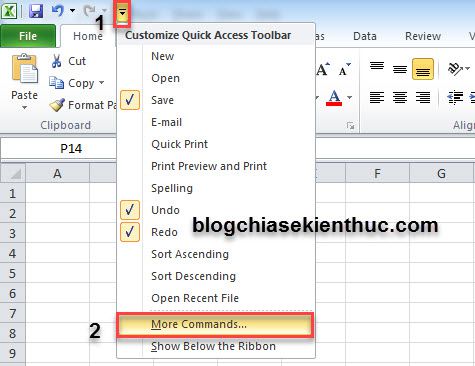 1
File
Home
Data
Review
Customize Quick Access Toolbar
New
Open
Save
E-mail
Quick Print
Print Preview and Print
Spelling
Undo
Redo
Sort Ascending
Sort Descending
Open Recent File
2
More Commands...
Show Below the Ribbon
Paste
Cut
Copy
Format Pa
Clipboard
A
A
A
Alig
P14
A
F
G
1
2
3
4
5
6
7
8
9
blogchiasekienthuc.com